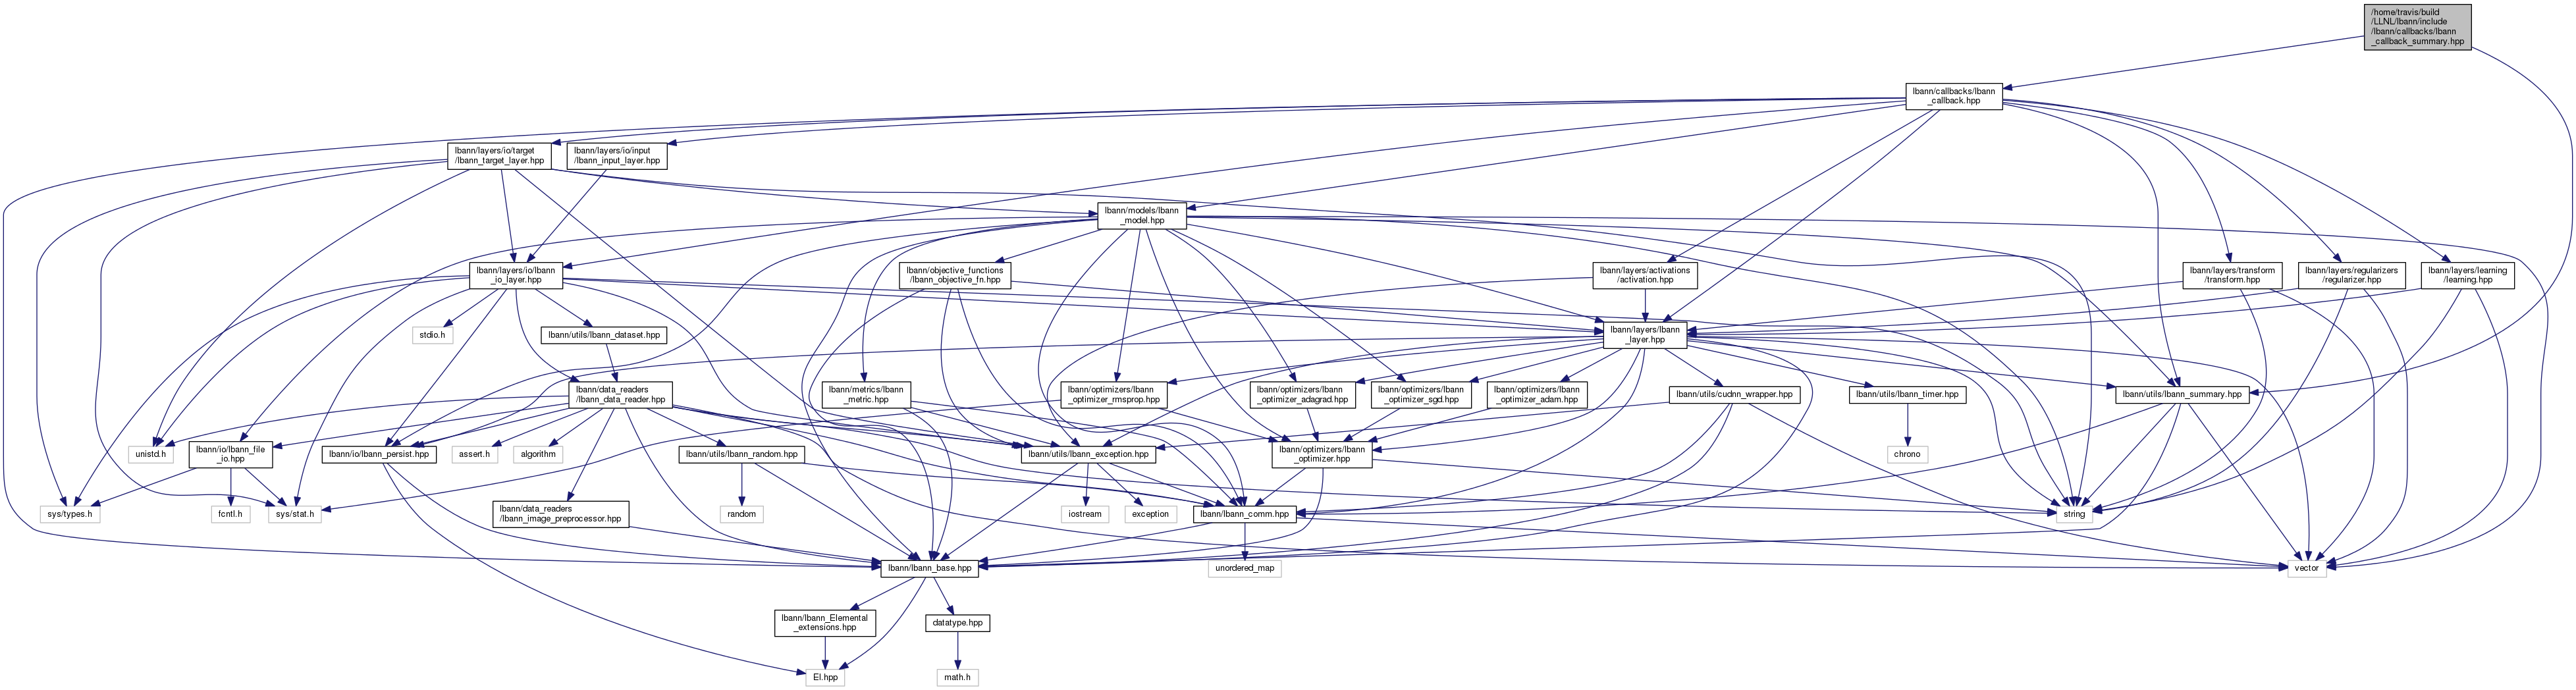 /home/travis/build
/LLNL/lbann/include
/lbann/callbacks/lbann
_callback_summary.hpp
lbann/callbacks/lbann
_callback.hpp
lbann/layers/io/target
/lbann_target_layer.hpp
lbann/layers/io/input
/lbann_input_layer.hpp
lbann/models/lbann
_model.hpp
lbann/layers/io/lbann
_io_layer.hpp
lbann/objective_functions
/lbann_objective_fn.hpp
lbann/layers/activations
/activation.hpp
lbann/layers/transform
/transform.hpp
lbann/layers/regularizers
/regularizer.hpp
lbann/layers/learning
/learning.hpp
stdio.h
lbann/utils/lbann_dataset.hpp
lbann/layers/lbann
_layer.hpp
lbann/data_readers
/lbann_data_reader.hpp
lbann/metrics/lbann
_metric.hpp
lbann/optimizers/lbann
_optimizer_rmsprop.hpp
lbann/optimizers/lbann
_optimizer_adagrad.hpp
lbann/optimizers/lbann
_optimizer_sgd.hpp
lbann/optimizers/lbann
_optimizer_adam.hpp
lbann/utils/cudnn_wrapper.hpp
lbann/utils/lbann_timer.hpp
lbann/utils/lbann_summary.hpp
unistd.h
lbann/io/lbann_file
_io.hpp
lbann/io/lbann_persist.hpp
assert.h
algorithm
lbann/utils/lbann_random.hpp
lbann/utils/lbann_exception.hpp
lbann/optimizers/lbann
_optimizer.hpp
chrono
sys/types.h
fcntl.h
sys/stat.h
lbann/data_readers
/lbann_image_preprocessor.hpp
random
iostream
exception
lbann/lbann_comm.hpp
string
lbann/lbann_base.hpp
unordered_map
vector
lbann/lbann_Elemental
_extensions.hpp
datatype.hpp
El.hpp
math.h